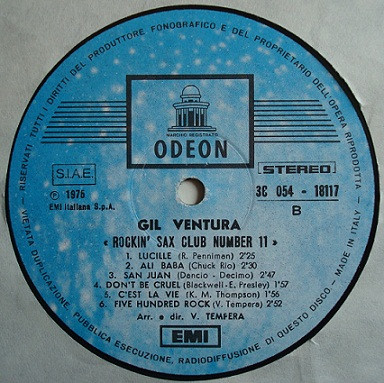 RISERVATI TUTTI I DIRITTI DEL PRODUTTORE FONOGRAFICO E DEL PROPRIETARIO DELL'OPERA RIPRODOTTA
MARCHIO REGISTRATO
ODEON
S.I.A.E.
STEREO
℗ 1976
EMI Italiana S.p.A.
3C 054 - 18117
B
GIL VENTURA
« ROCKIN' SAX CLUB NUMBER 11 »
1. LUCILLE (R. Penniman) 2'25
2. ALI BABA (Chuck Rio) 2'30
3. SAN JUAN (Dancio - Decimo) 2'47
4. DON'T BE CRUEL (Blackwell - E. Presley) 2'57
5. C'EST LA VIE (K. M. Thompson) 2'50
6. FIVE HUNDRED ROCK (V. Tempera) 2'52
Arr. e dir. V. TEMPERA
EMI
VIETATA DUPLICAZIONE, PUBBLICA ESECUZIONE, RADIODIFFUSIONE DI QUESTO DISCO - MADE IN ITALY